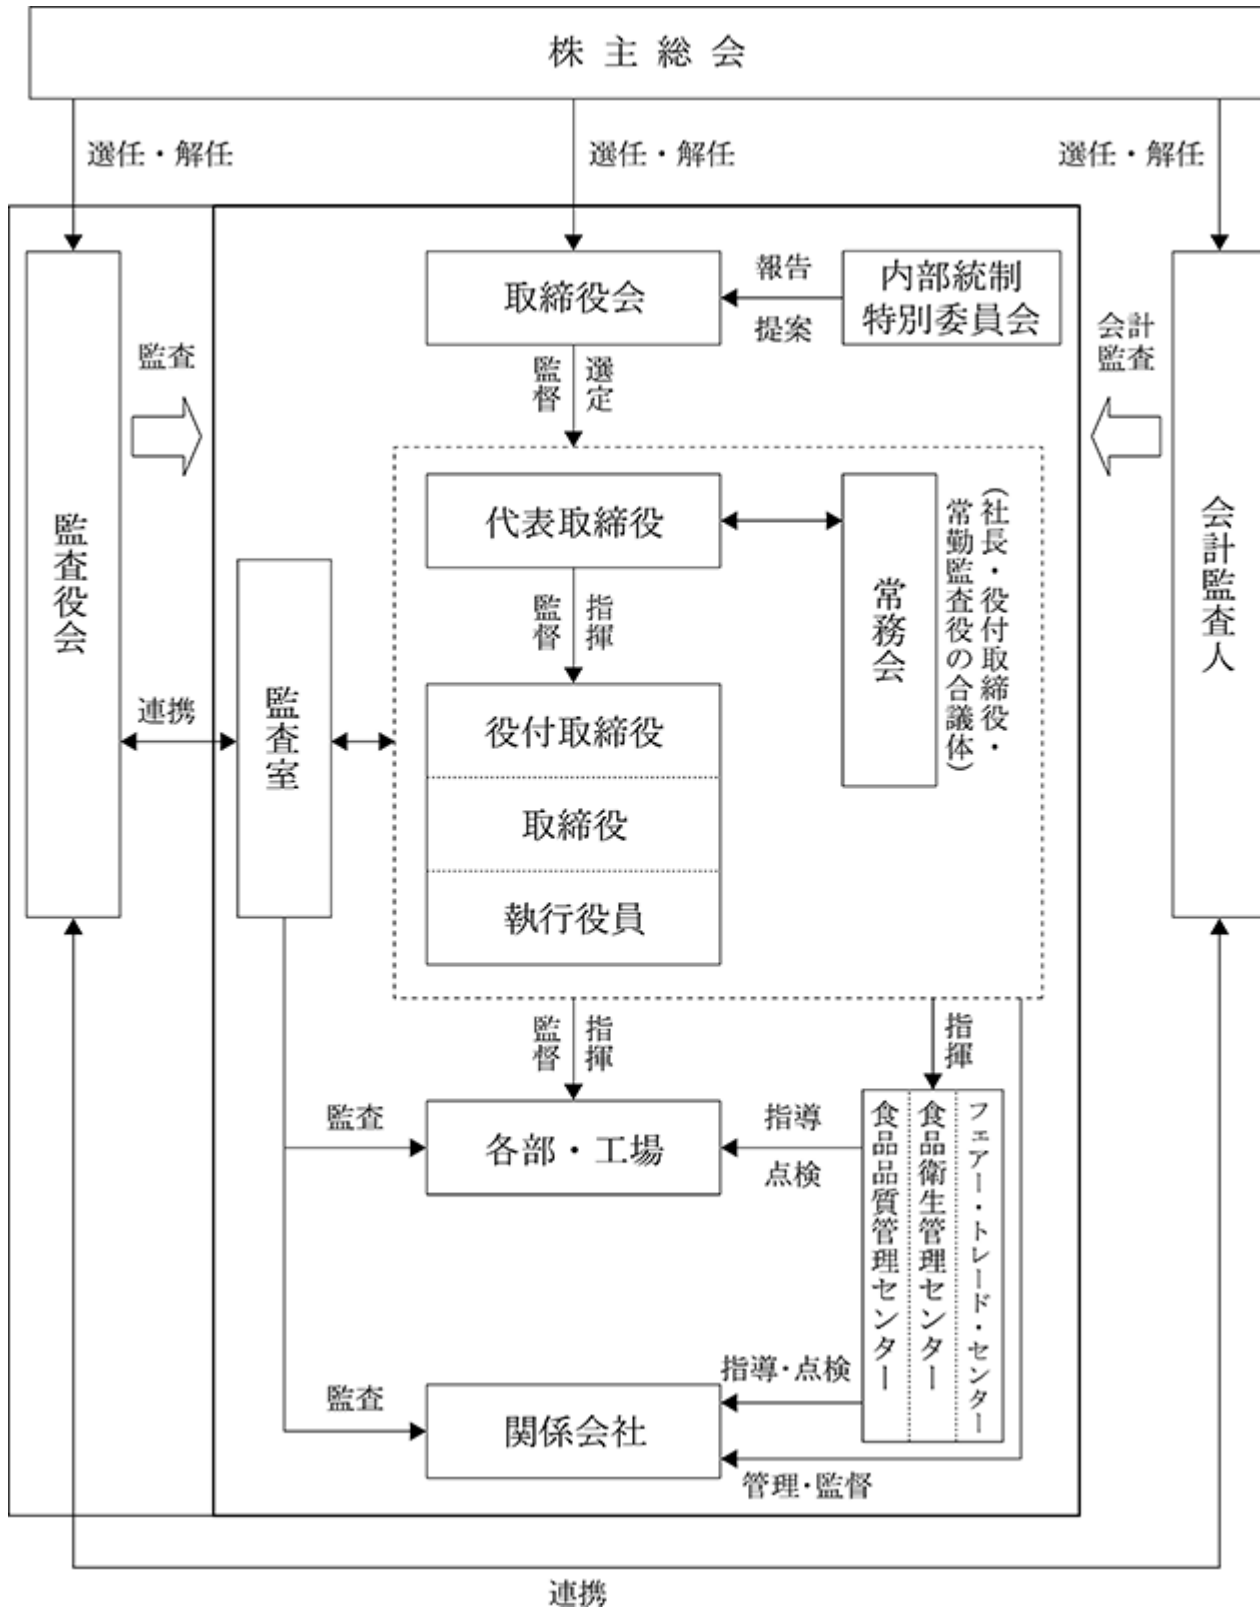 株主総会
選任・解任
選任・解任
選任・解任
取締役会
報告
提案
内部統制
特別委員会
監査
会計
監査
監督
選定
監査役会
代表取締役
常務会
(社長・役付取締役・
常勤監査役の合議体)
会計監査人
監督
指揮
連携
監査室
役付取締役
取締役
執行役員
監督
指揮
指揮
監査
各部・工場
指導
点検
フェアー・トレード・センター
食品衛生管理センター
食品品質管理センター
監査
関係会社
指導・点検
管理・監督
連携